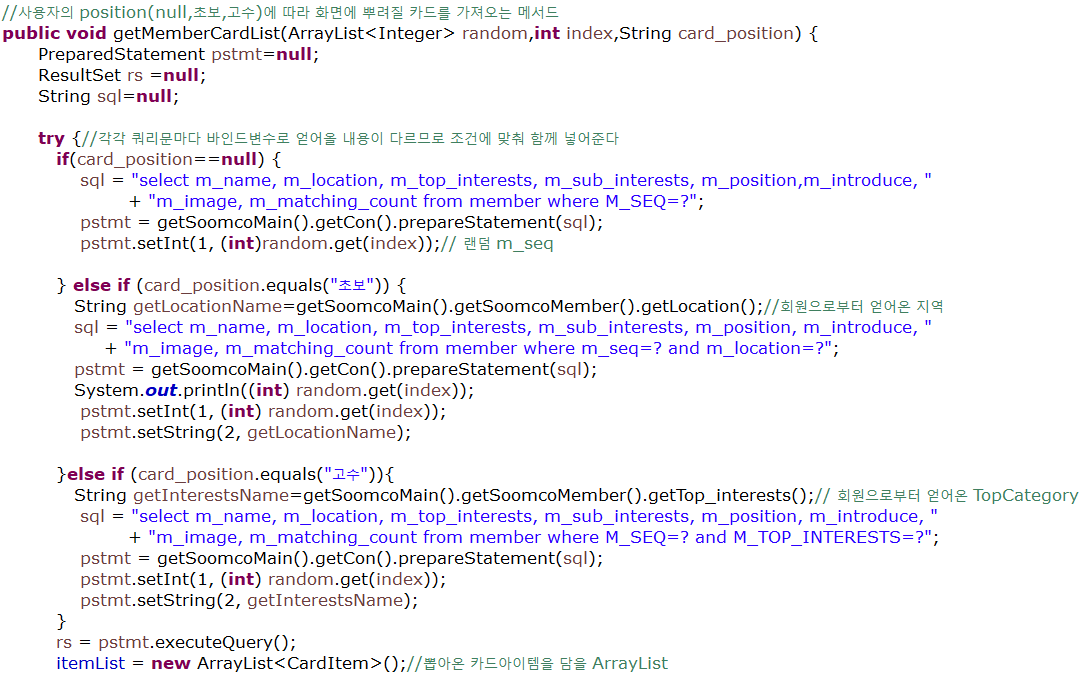 //사용자의 position(null,초보,고수)에 따라 화면에 뿌려질 카드를 가져오는 메서드
public void getMemberCardList(ArrayList<Integer> random,int index,String card_position) {
PreparedStatement pstmt=null;
ResultSet rs =null;
String sql=null;
try {//각각 쿼리문마다 바인드변수로 얻어올 내용이 다르므로 조건에 맞춰 함께 넣어준다
if(card_position==null) {
sql = "select m_name, m_location, m_top_interests, m_sub_interests, m_position,m_introduce, "
+ "m_image, m_matching_count from member where M_SEQ=?";
pstmt = getSoomcoMain().getCon().prepareStatement(sql);
pstmt.setInt(1, (int)random.get(index));// 랜덤 m_seq
} else if (card_position.equals("초보")) {
String getLocationName=getSoomcoMain().getSoomcoMember().getLocation();//회원으로부터 얻어온 지역
sql = "select m_name, m_location, m_top_interests, m_sub_interests, m_position, m_introduce, "
+ "m_image, m_matching_count from member where m_seq=? and m_location=?";
pstmt = getSoomcoMain().getCon().prepareStatement(sql);
System.out.println((int) random.get(index));
pstmt.setInt(1, (int) random.get(index));
pstmt.setString(2, getLocationName);
}else if (card_position.equals("고수")){
String getInterestsName=getSoomcoMain().getSoomcoMember().getTop_interests();// 회원으로부터 얻어온 TopCategory
sql = "select m_name, m_location, m_top_interests, m_sub_interests, m_position, m_introduce, "
+ "m_image, m_matching_count from member where M_SEQ=? and M_TOP_INTERESTS=?";
pstmt = getSoomcoMain().getCon().prepareStatement(sql);
pstmt.setInt(1, (int) random.get(index));
pstmt.setString(2, getInterestsName);
}
rs = pstmt.executeQuery();
itemList = new ArrayList<CardItem>();//뽑아온 카드아이템을 담을 ArrayList